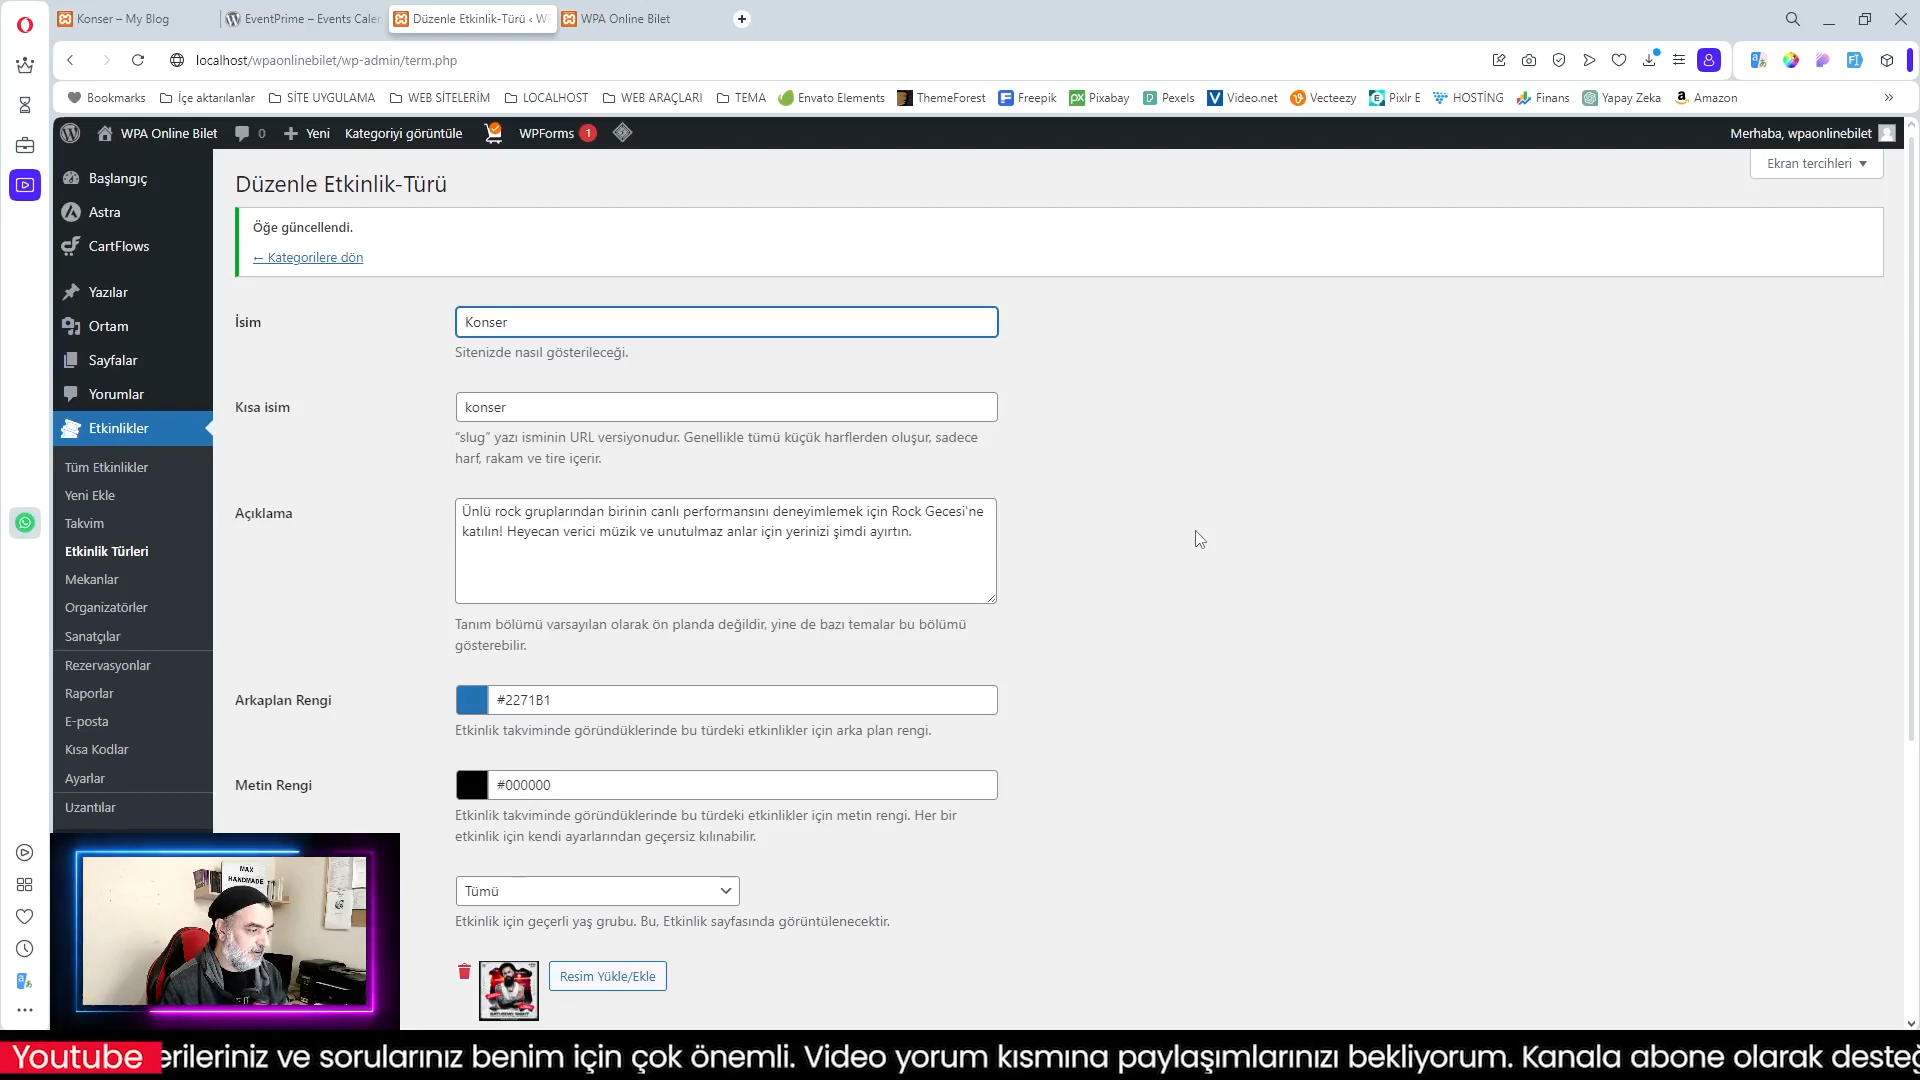 Konser – My Blog
EventPrime – Events Calen
Düzenle Etkinlik-Türü ‹ WP
WPA Online Bilet
localhost/wpaonlinebilet/wp-admin/term.php
Bookmarks
İçe aktarılanlar
SİTE UYGULAMA
WEB SİTELERİM
LOCALHOST
WEB ARAÇLARI
TEMA
Envato Elements
ThemeForest
Freepik
Pixabay
Pexels
Video.net
Vecteezy
Pixlr E
HOSTİNG
Finans
Yapay Zeka
Amazon
WPA Online Bilet
0
Yeni
Kategoriyi görüntüle
WPForms 1
Merhaba, wpaonlinebilet
Ekran tercihleri
Başlangıç
Astra
CartFlows
Yazılar
Ortam
Sayfalar
Yorumlar
Etkinlikler
Tüm Etkinlikler
Yeni Ekle
Takvim
Etkinlik Türleri
Mekanlar
Organizatörler
Sanatçılar
Rezervasyonlar
Raporlar
E-posta
Kısa Kodlar
Ayarlar
Uzantılar
Düzenle Etkinlik-Türü
Öğe güncellendi.
← Kategorilere dön
İsim
Konser
Sitenizde nasıl gösterileceği.
Kısa isim
konser
“slug” yazı isminin URL versiyonudur. Genellikle tümü küçük harflerden oluşur, sadece
harf, rakam ve tire içerir.
Açıklama
Ünlü rock gruplarından birinin canlı performansını deneyimlemek için Rock Gecesi'ne
katılın! Heyecan verici müzik ve unutulmaz anlar için yerinizi şimdi ayırtın.
Tanım bölümü varsayılan olarak ön planda değildir, yine de bazı temalar bu bölümü
gösterebilir.
Arkaplan Rengi
#2271B1
Etkinlik takviminde göründüklerinde bu türdeki etkinlikler için arka plan rengi.
Metin Rengi
#000000
Etkinlik takviminde göründüklerinde bu türdeki etkinlikler için metin rengi. Her bir
etkinlik için kendi ayarlarından geçersiz kılınabilir.
Tümü
Etkinlik için geçerli yaş grubu. Bu, Etkinlik sayfasında görüntülenecektir.
Resim Yükle/Ekle
MAX
HANDMADE
Youtube
erileriniz ve sorularınız benim için çok önemli. Video yorum kısmına paylaşımlarınızı bekliyorum. Kanala abone olarak desteğ